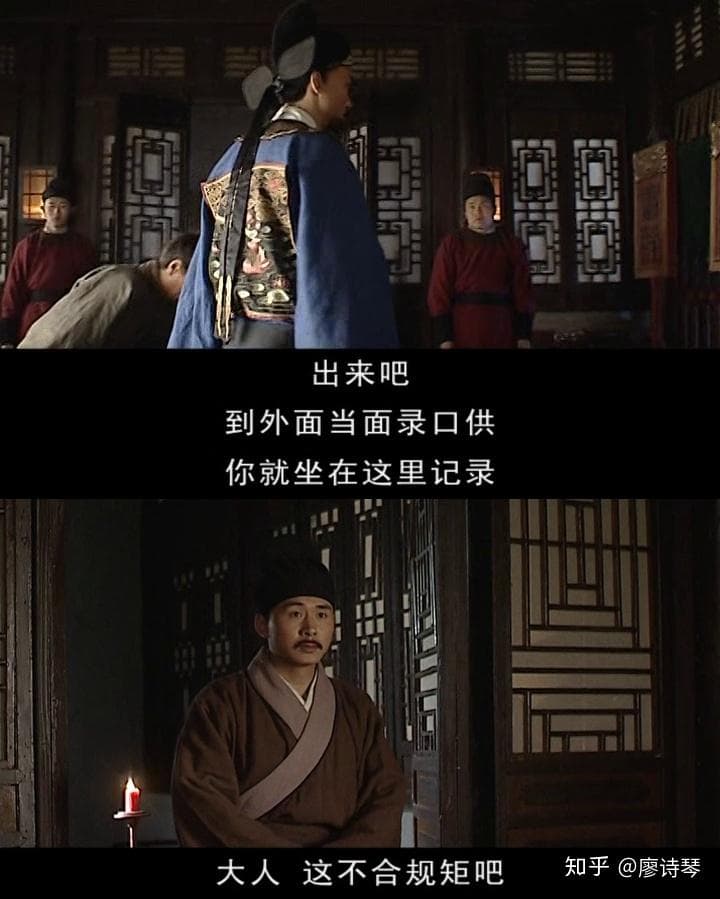 出来吧
到外面当面录口供
你就坐在这里记录
大人 这不合规矩吧
知乎 @廖诗琴